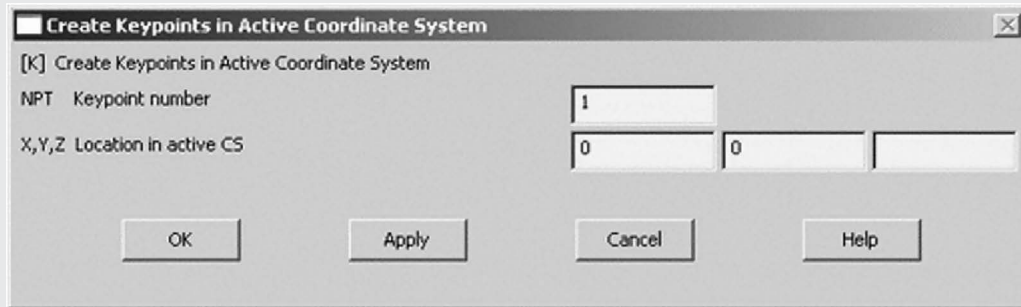 Create Keypoints in Active Coordinate System
[K] Create Keypoints in Active Coordinate System
NPT Keypoint number 1
X,Y,Z Location in active CS 0 0
OK Apply Cancel Help